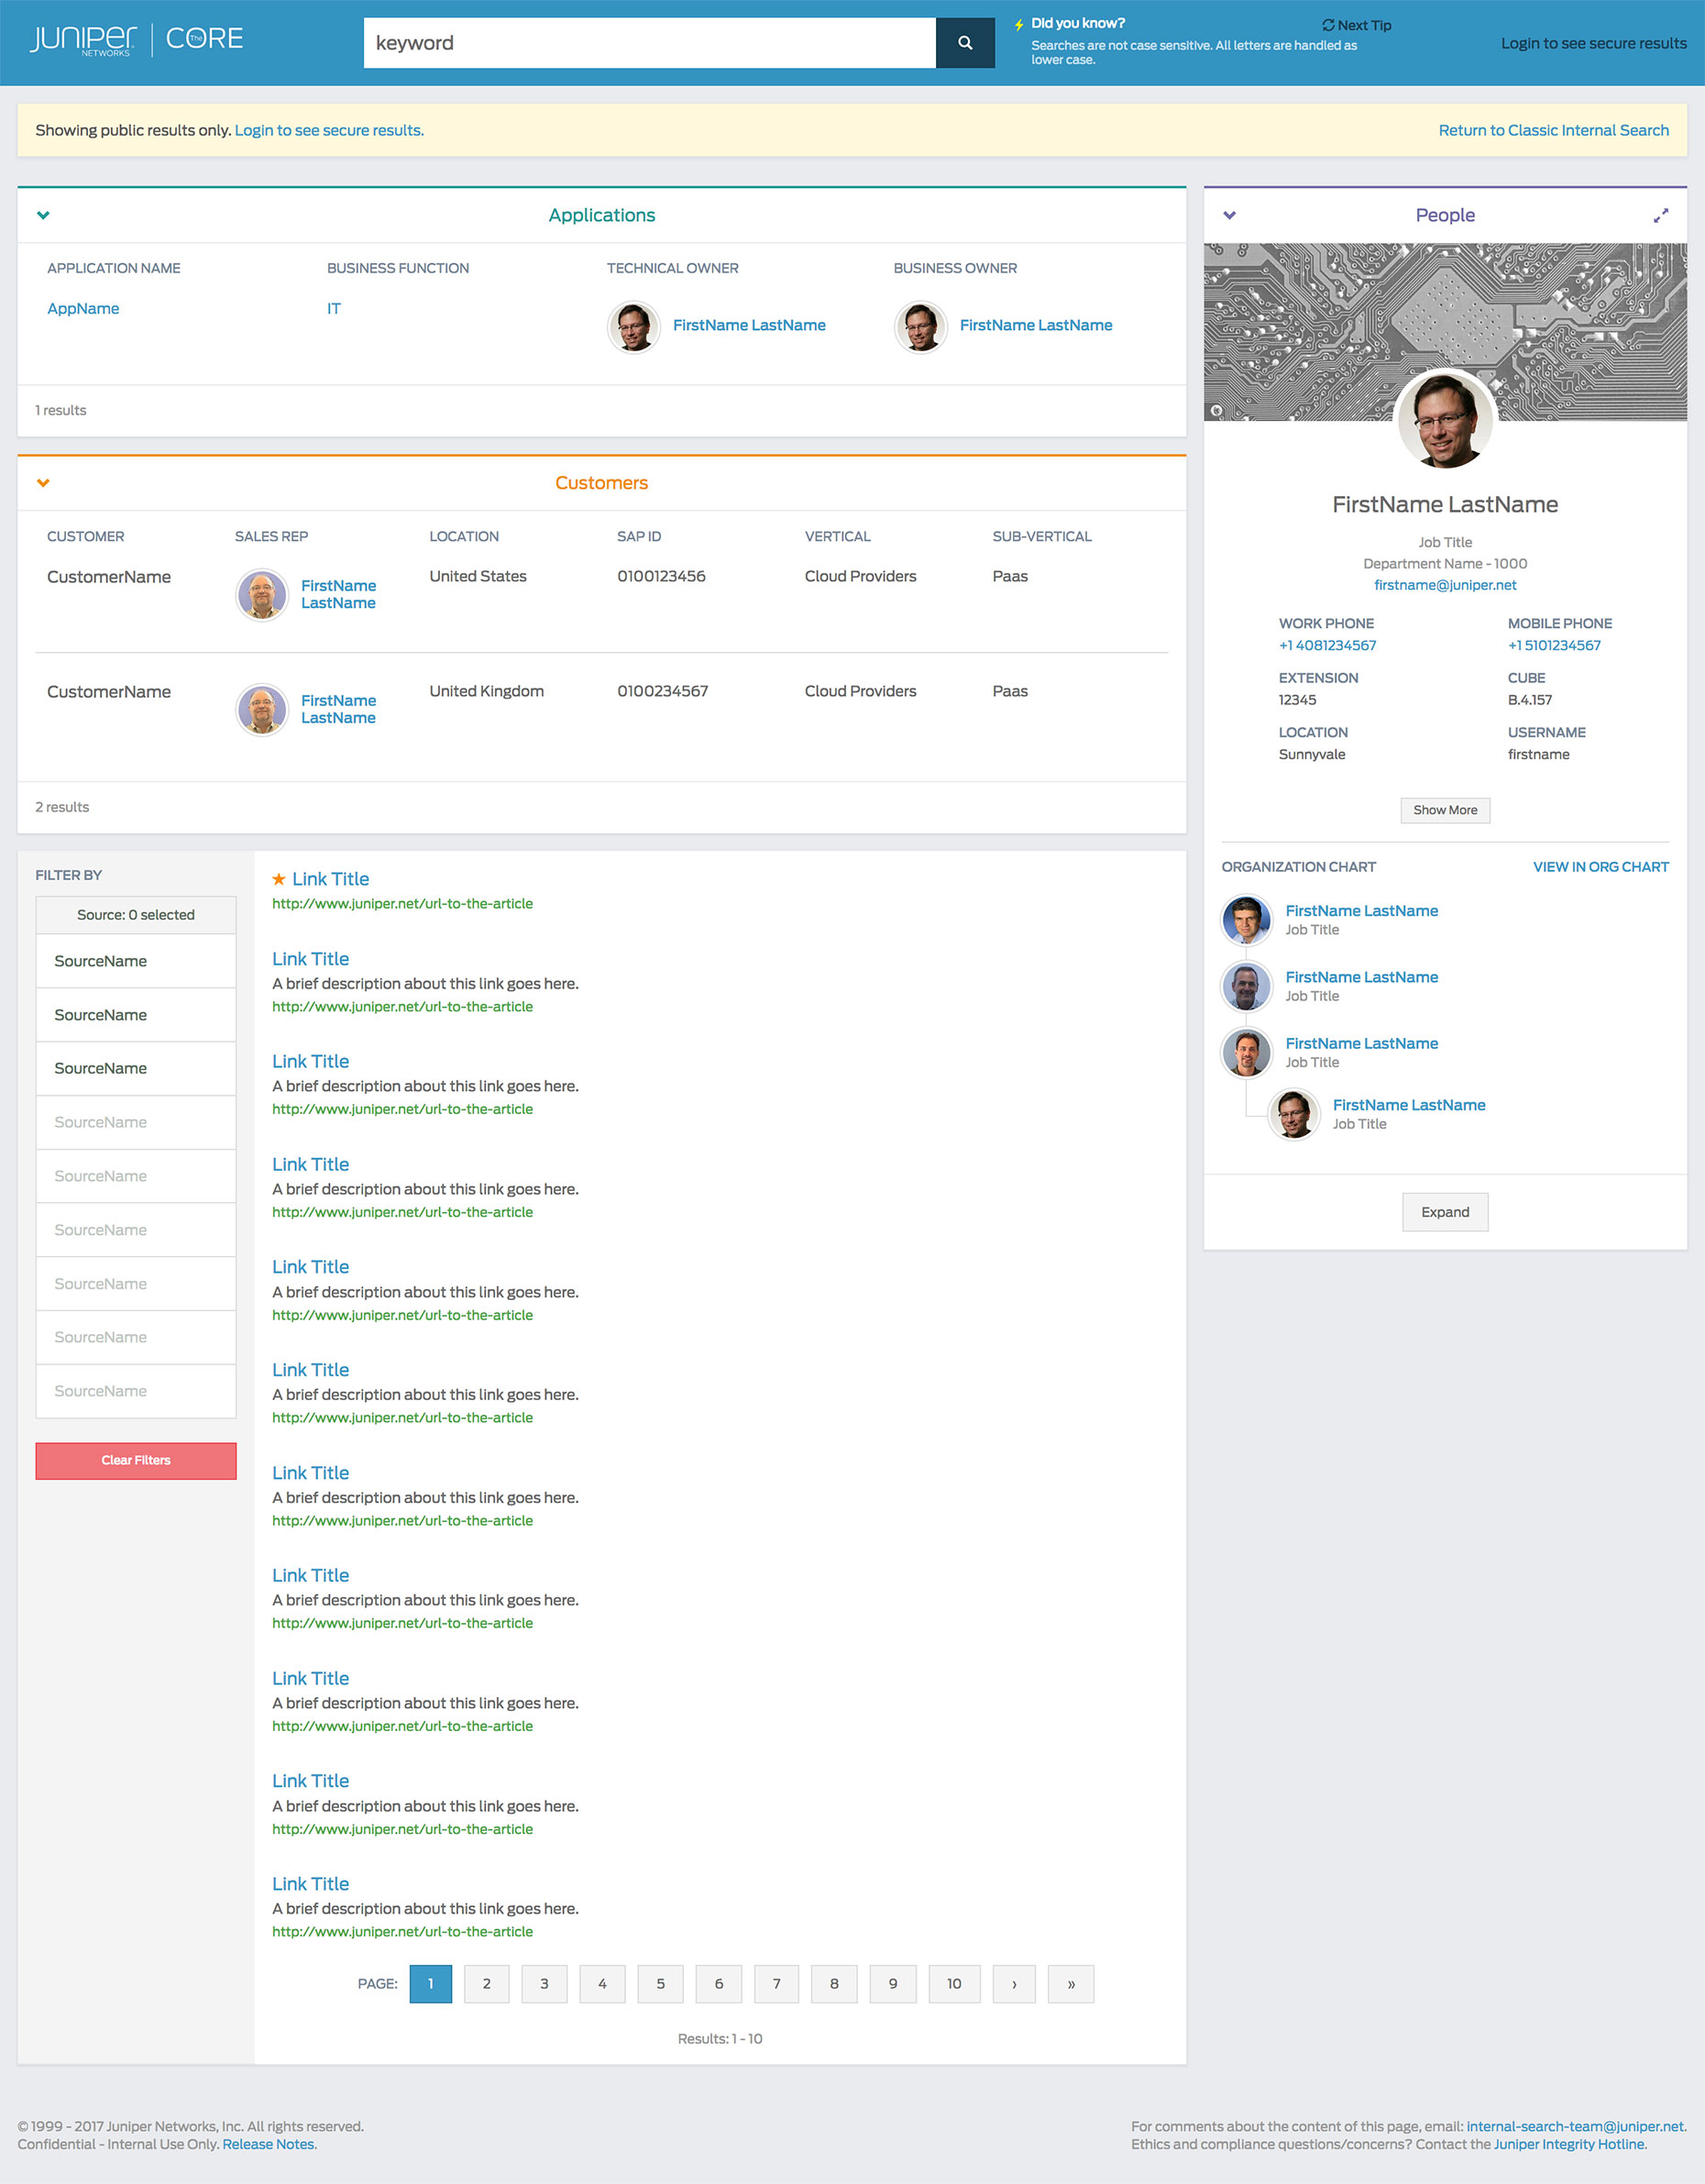 JUNIPER NETWORKS | THE CORE
keyword
Did you know?
Next Tip
Searches are not case sensitive. All letters are handled as
lower case.
Login to see secure results
Showing public results only. Login to see secure results.
Return to Classic Internal Search
Applications
APPLICATION NAME BUSINESS FUNCTION TECHNICAL OWNER BUSINESS OWNER
AppName IT FirstName LastName FirstName LastName
1 results
Customers
CUSTOMER SALES REP LOCATION SAP ID VERTICAL SUB-VERTICAL
CustomerName FirstName LastName United States 0100123456 Cloud Providers Paas
CustomerName FirstName LastName United Kingdom 0100234567 Cloud Providers Paas
2 results
FILTER BY
Source: 0 selected
SourceName
SourceName
SourceName
SourceName
SourceName
SourceName
SourceName
SourceName
SourceName
Clear Filters
Link Title
http://www.juniper.net/url-to-the-article
Link Title
A brief description about this link goes here.
http://www.juniper.net/url-to-the-article
Link Title
A brief description about this link goes here.
http://www.juniper.net/url-to-the-article
Link Title
A brief description about this link goes here.
http://www.juniper.net/url-to-the-article
Link Title
A brief description about this link goes here.
http://www.juniper.net/url-to-the-article
Link Title
A brief description about this link goes here.
http://www.juniper.net/url-to-the-article
Link Title
A brief description about this link goes here.
http://www.juniper.net/url-to-the-article
Link Title
A brief description about this link goes here.
http://www.juniper.net/url-to-the-article
Link Title
A brief description about this link goes here.
http://www.juniper.net/url-to-the-article
Link Title
A brief description about this link goes here.
http://www.juniper.net/url-to-the-article
Link Title
A brief description about this link goes here.
http://www.juniper.net/url-to-the-article
PAGE: 1 2 3 4 5 6 7 8 9 10 › »
Results: 1 - 10
People
FirstName LastName
Job Title
Department Name - 1000
firstname@juniper.net
WORK PHONE MOBILE PHONE
+1 4081234567 +1 5101234567
EXTENSION CUBE
12345 B.4.157
LOCATION USERNAME
Sunnyvale firstname
Show More
ORGANIZATION CHART VIEW IN ORG CHART
FirstName LastName
Job Title
FirstName LastName
Job Title
FirstName LastName
Job Title
FirstName LastName
Job Title
Expand
© 1999 - 2017 Juniper Networks, Inc. All rights reserved.
Confidential - Internal Use Only. Release Notes.
For comments about the content of this page, email: internal-search-team@juniper.net.
Ethics and compliance questions/concerns? Contact the Juniper Integrity Hotline.